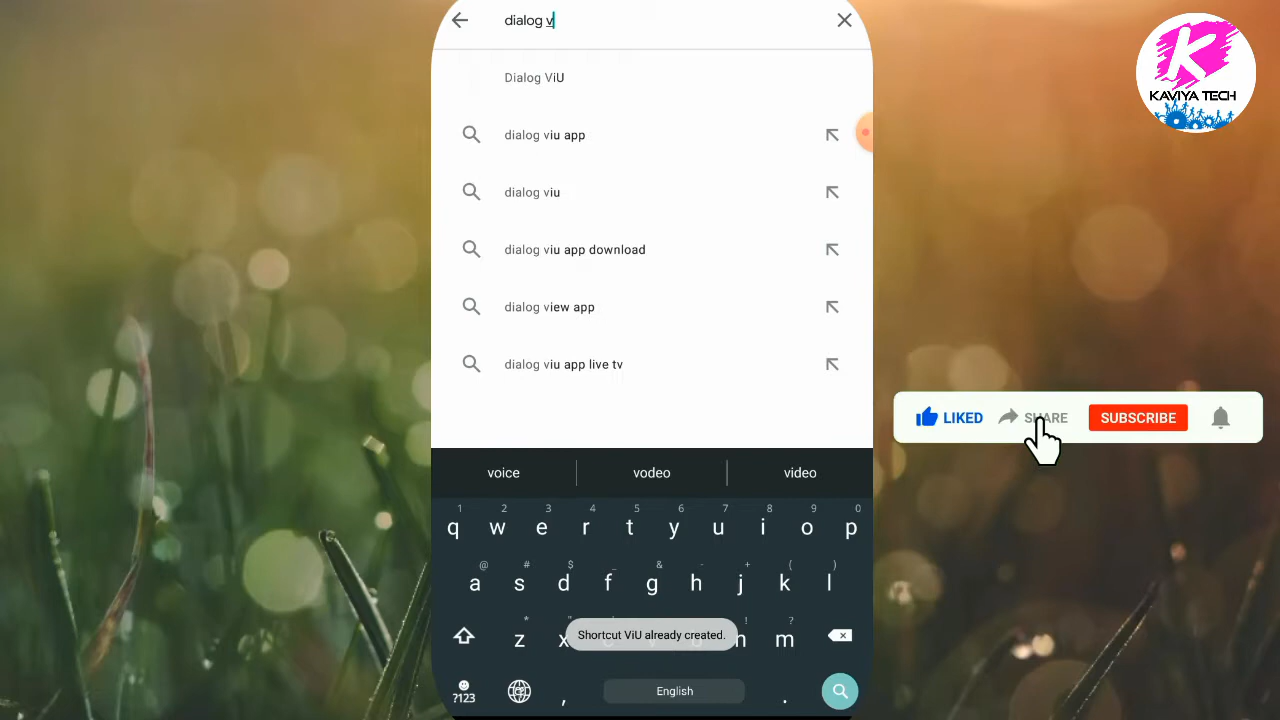 dialog v
Dialog ViU
dialog viu app
dialog viu
dialog viu app download
dialog view app
dialog viu app live tv
voice vodeo video
1 2 3 4 5 6 7 8 9 0
q w e r t y u i o p
@ # $ _ & - + ( )
a s d f g h j k l
* " ! ?
z x n m
Shortcut ViU already created.
?123 , English .
K
KAVIYA TECH
LIKED SHARE SUBSCRIBE